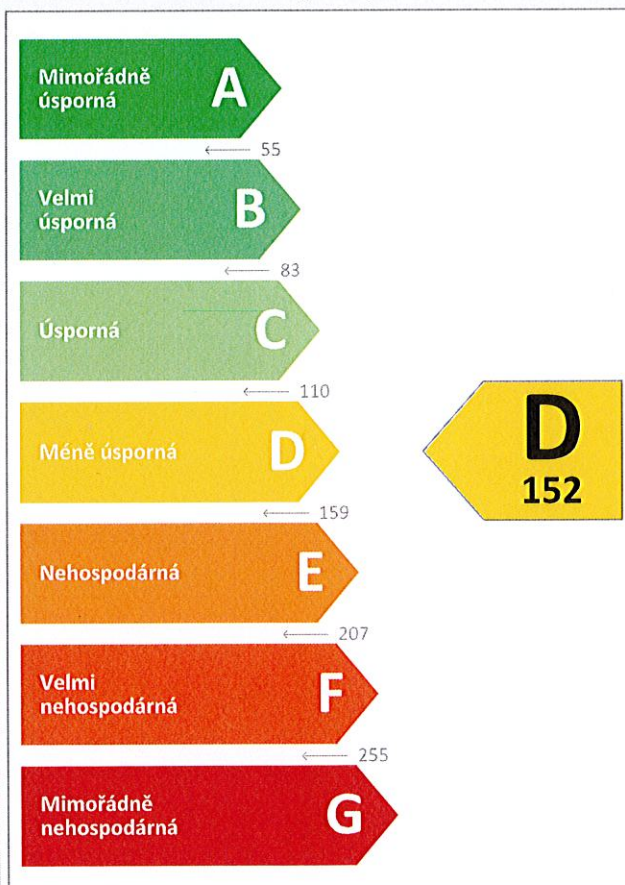 Mimořádně
úsporná
A
55
Velmi
úsporná
B
83
Úsporná
C
110
Méně úsporná
D
159
D
152
Nehospodárná
E
207
Velmi
nehospodárná
F
255
Mimořádně
nehospodárná
G